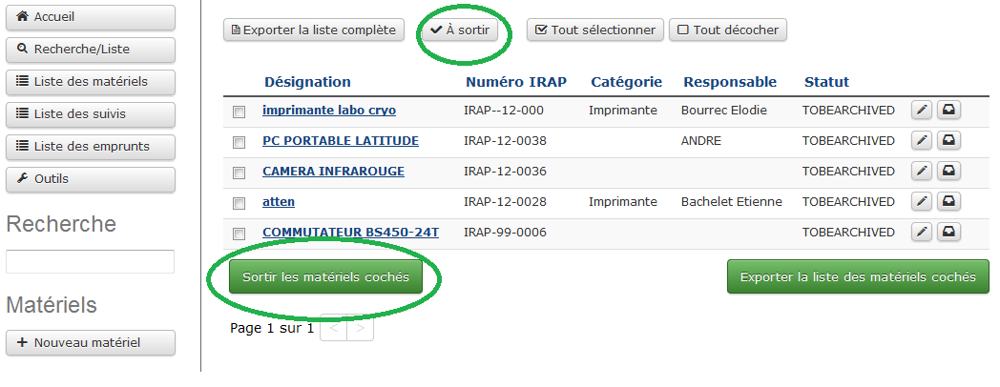 Accueil
Recherche/Liste
Liste des matériels
Liste des suivis
Liste des emprunts
Outils
Recherche
Matériels
+ Nouveau matériel
Exporter la liste complète
À sortir
Tout sélectionner
Tout décocher
Désignation Numéro IRAP Catégorie Responsable Statut
imprimante labo cryo IRAP--12-000 Imprimante Bourrec Elodie TOBEARCHIVED
PC PORTABLE LATITUDE IRAP-12-0038 ANDRE TOBEARCHIVED
CAMERA INFRAROUGE IRAP-12-0036 TOBEARCHIVED
atten IRAP-12-0028 Imprimante Bachelet Etienne TOBEARCHIVED
COMMUTATEUR BS450-24T IRAP-99-0006 TOBEARCHIVED
Sortir les matériels cochés
Exporter la liste des matériels cochés
Page 1 sur 1 < >